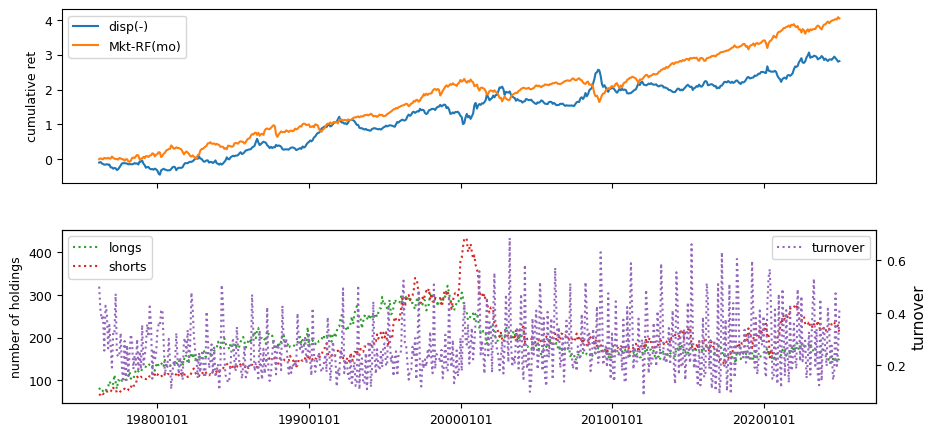 cumulative ret
4
3
2
1
0
disp(-)
Mkt-RF(mo)
number of holdings
400
300
200
100
longs
shorts
turnover
0.6
0.4
0.2
turnover
19800101
19900101
20000101
20100101
20200101